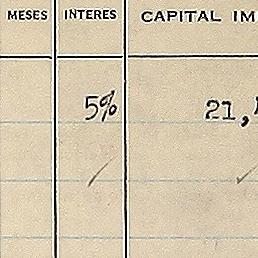 MESES INTERES CAPITAL IM
5% 21,